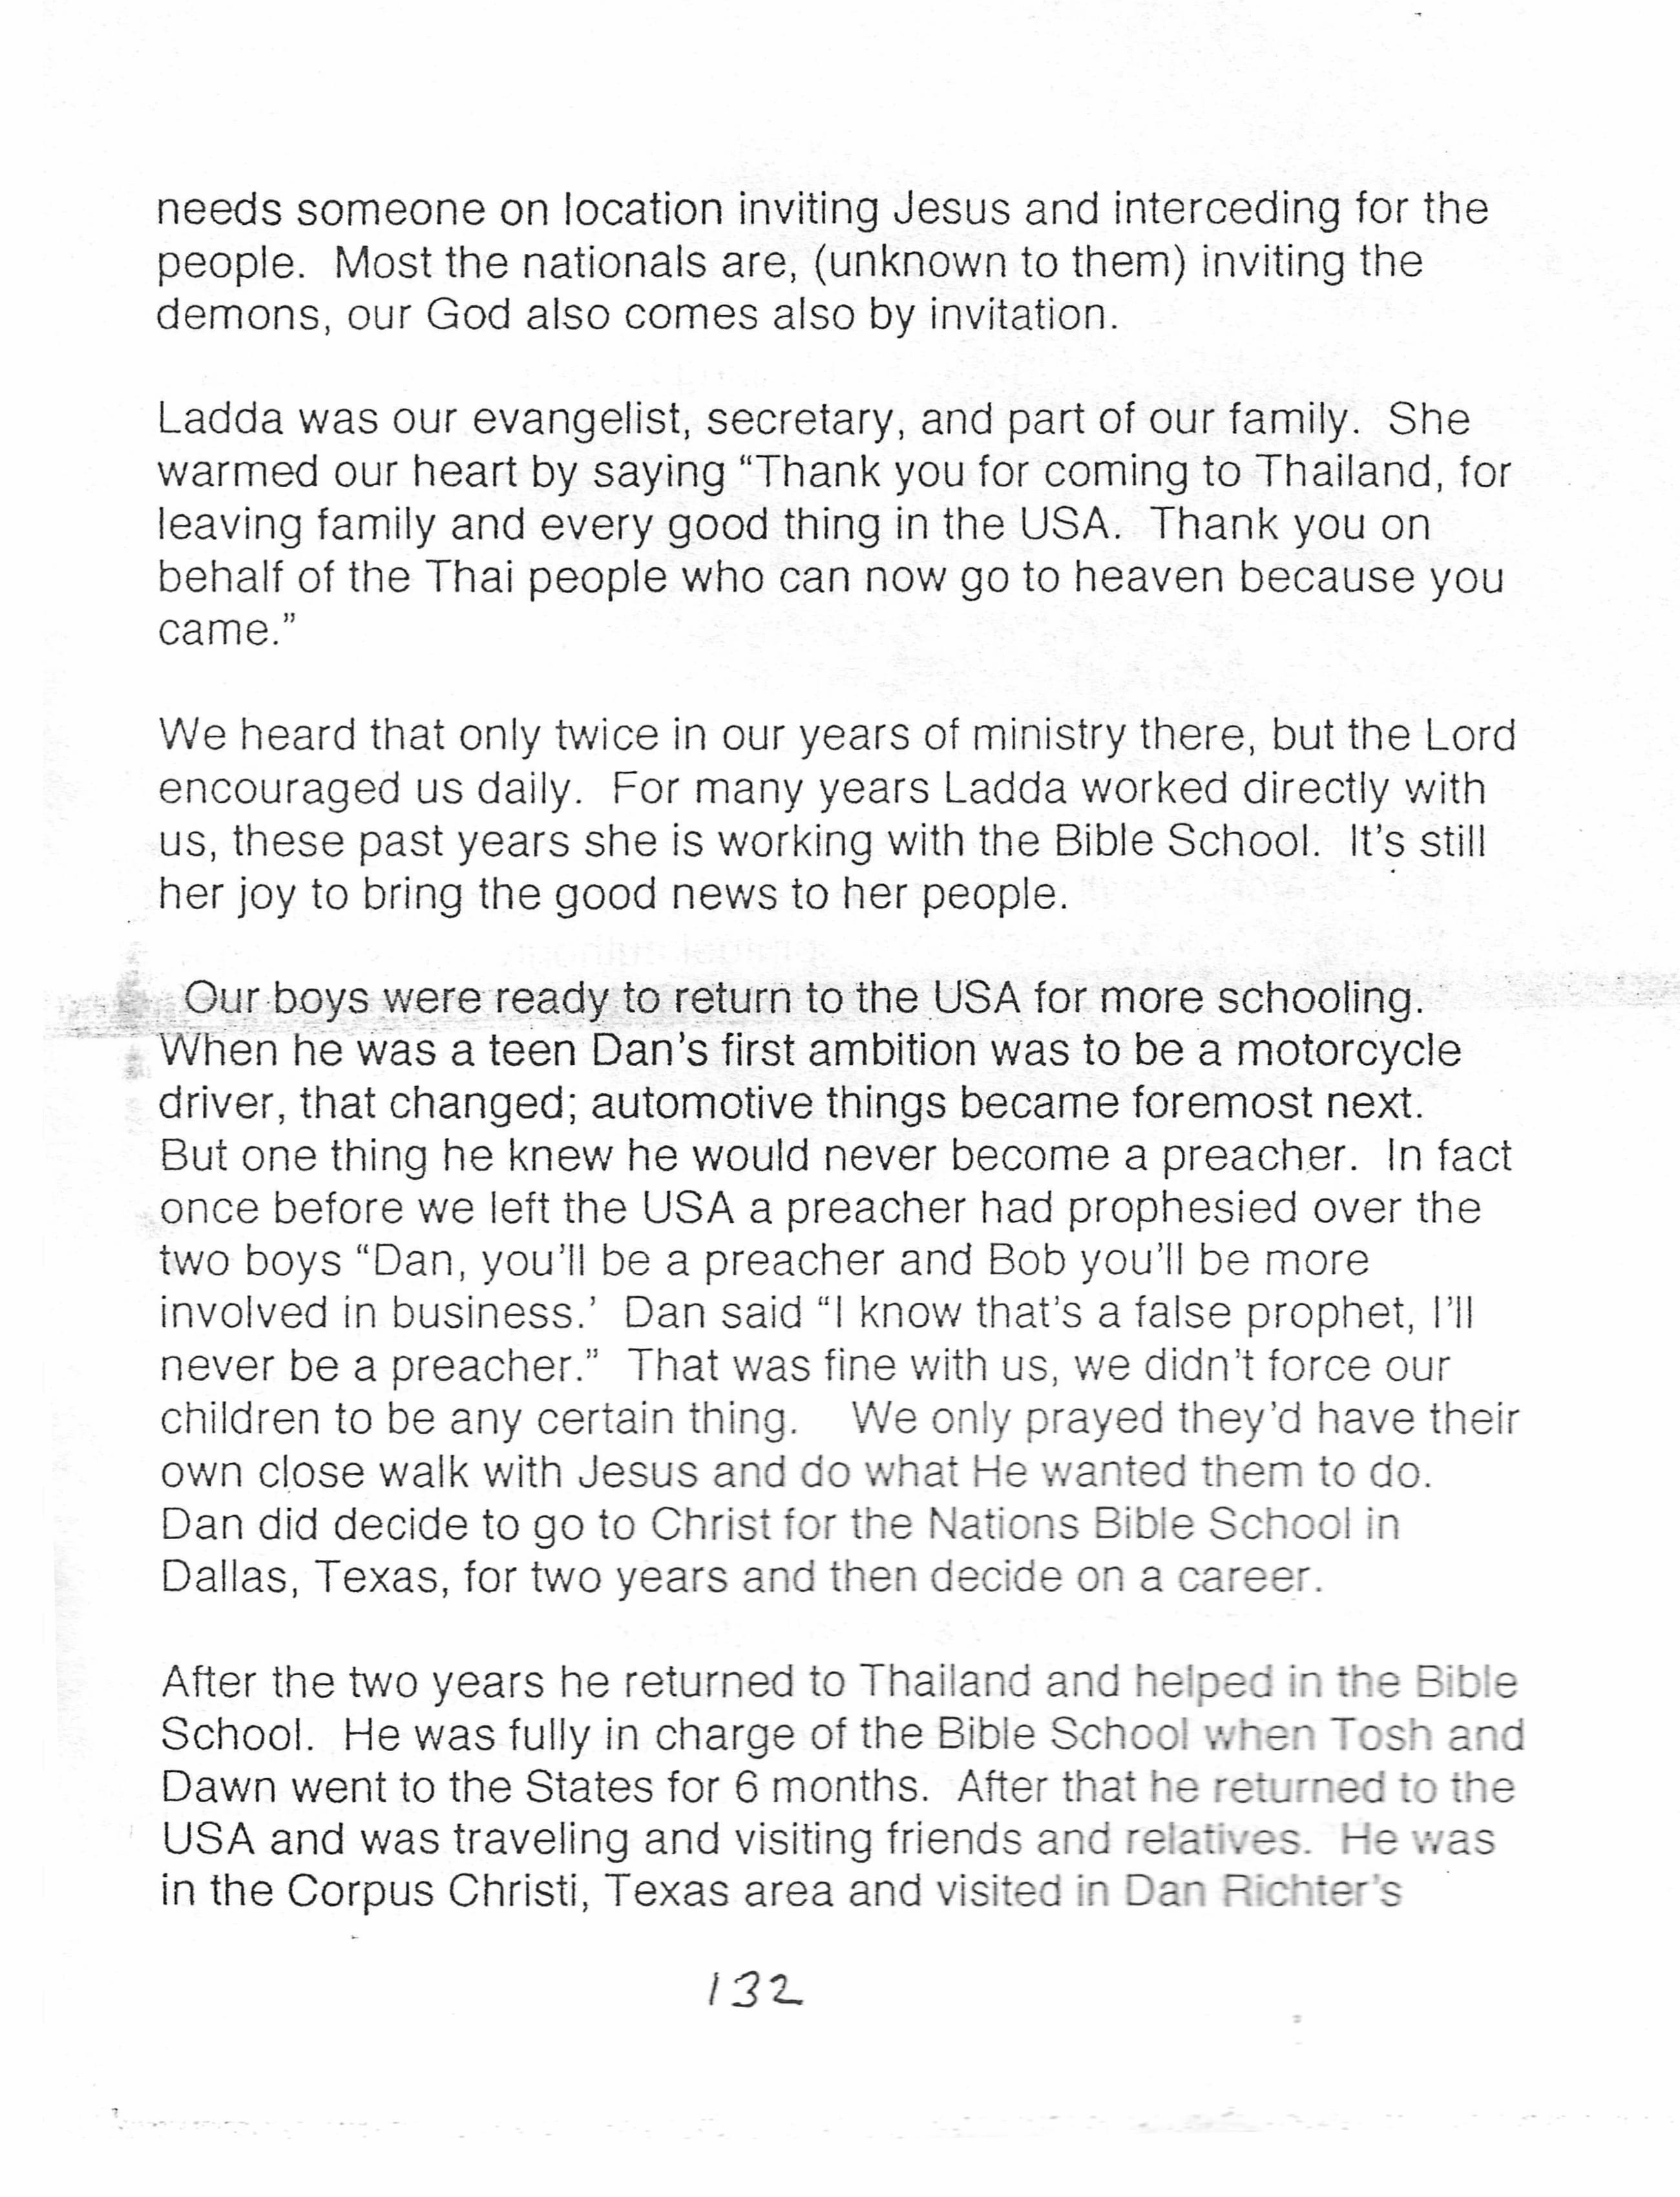 needs someone on location inviting Jesus and interceding for the
people.  Most the nationals are, (unknown to them) inviting the
demons, our God also comes also by invitation.

Ladda was our evangelist, secretary, and part of our family.  She
warmed our heart by saying “Thank you for coming to Thailand, for
leaving family and every good thing in the USA.  Thank you on
behalf of the Thai people who can now go to heaven because you
came.”

We heard that only twice in our years of ministry there, but the Lord
encouraged us daily.  For many years Ladda worked directly with
us, these past years she is working with the Bible School.  It’s still
her joy to bring the good news to her people.

Our boys were ready to return to the USA for more schooling.
When he was a teen Dan’s first ambition was to be a motorcycle
driver, that changed; automotive things became foremost next.
But one thing he knew he would never become a preacher.  In fact
once before we left the USA a preacher had prophesied over the
two boys “Dan, you’ll be a preacher and Bob you’ll be more
involved in business.’  Dan said “I know that’s a false prophet, I’ll
never be a preacher.”  That was fine with us, we didn’t force our
children to be any certain thing.   We only prayed they’d have their
own close walk with Jesus and do what He wanted them to do.
Dan did decide to go to Christ for the Nations Bible School in
Dallas, Texas, for two years and then decide on a career.

After the two years he returned to Thailand and helped in the Bible
School.  He was fully in charge of the Bible School when Tosh and
Dawn went to the States for 6 months.  After that he returned to the
USA and was traveling and visiting friends and relatives.  He was
in the Corpus Christi, Texas area and visited in Dan Richter’s

132